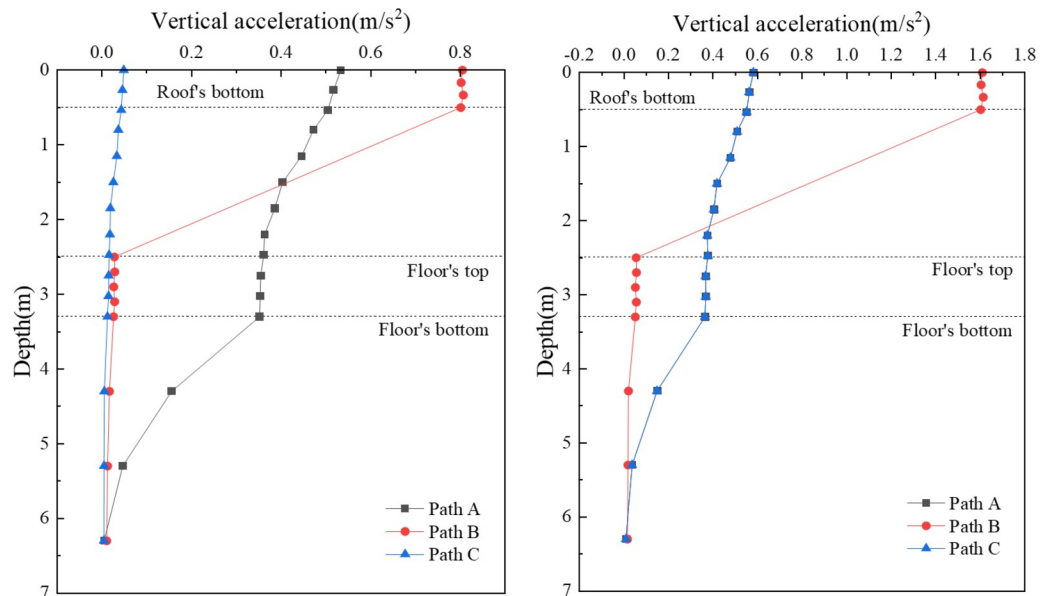 Vertical acceleration(m/s²)
0.0 0.2 0.4 0.6 0.8
0
Roof's bottom
1
2
Floor's top
3
Floor's bottom
4
5
6
7
Depth(m)
Path A
Path B
Path C
Vertical acceleration(m/s²)
-0.2 0.0 0.2 0.4 0.6 0.8 1.0 1.2 1.4 1.6 1.8
0
Roof's bottom
1
2
Floor's top
3
Floor's bottom
4
5
6
7
Depth(m)
Path A
Path B
Path C